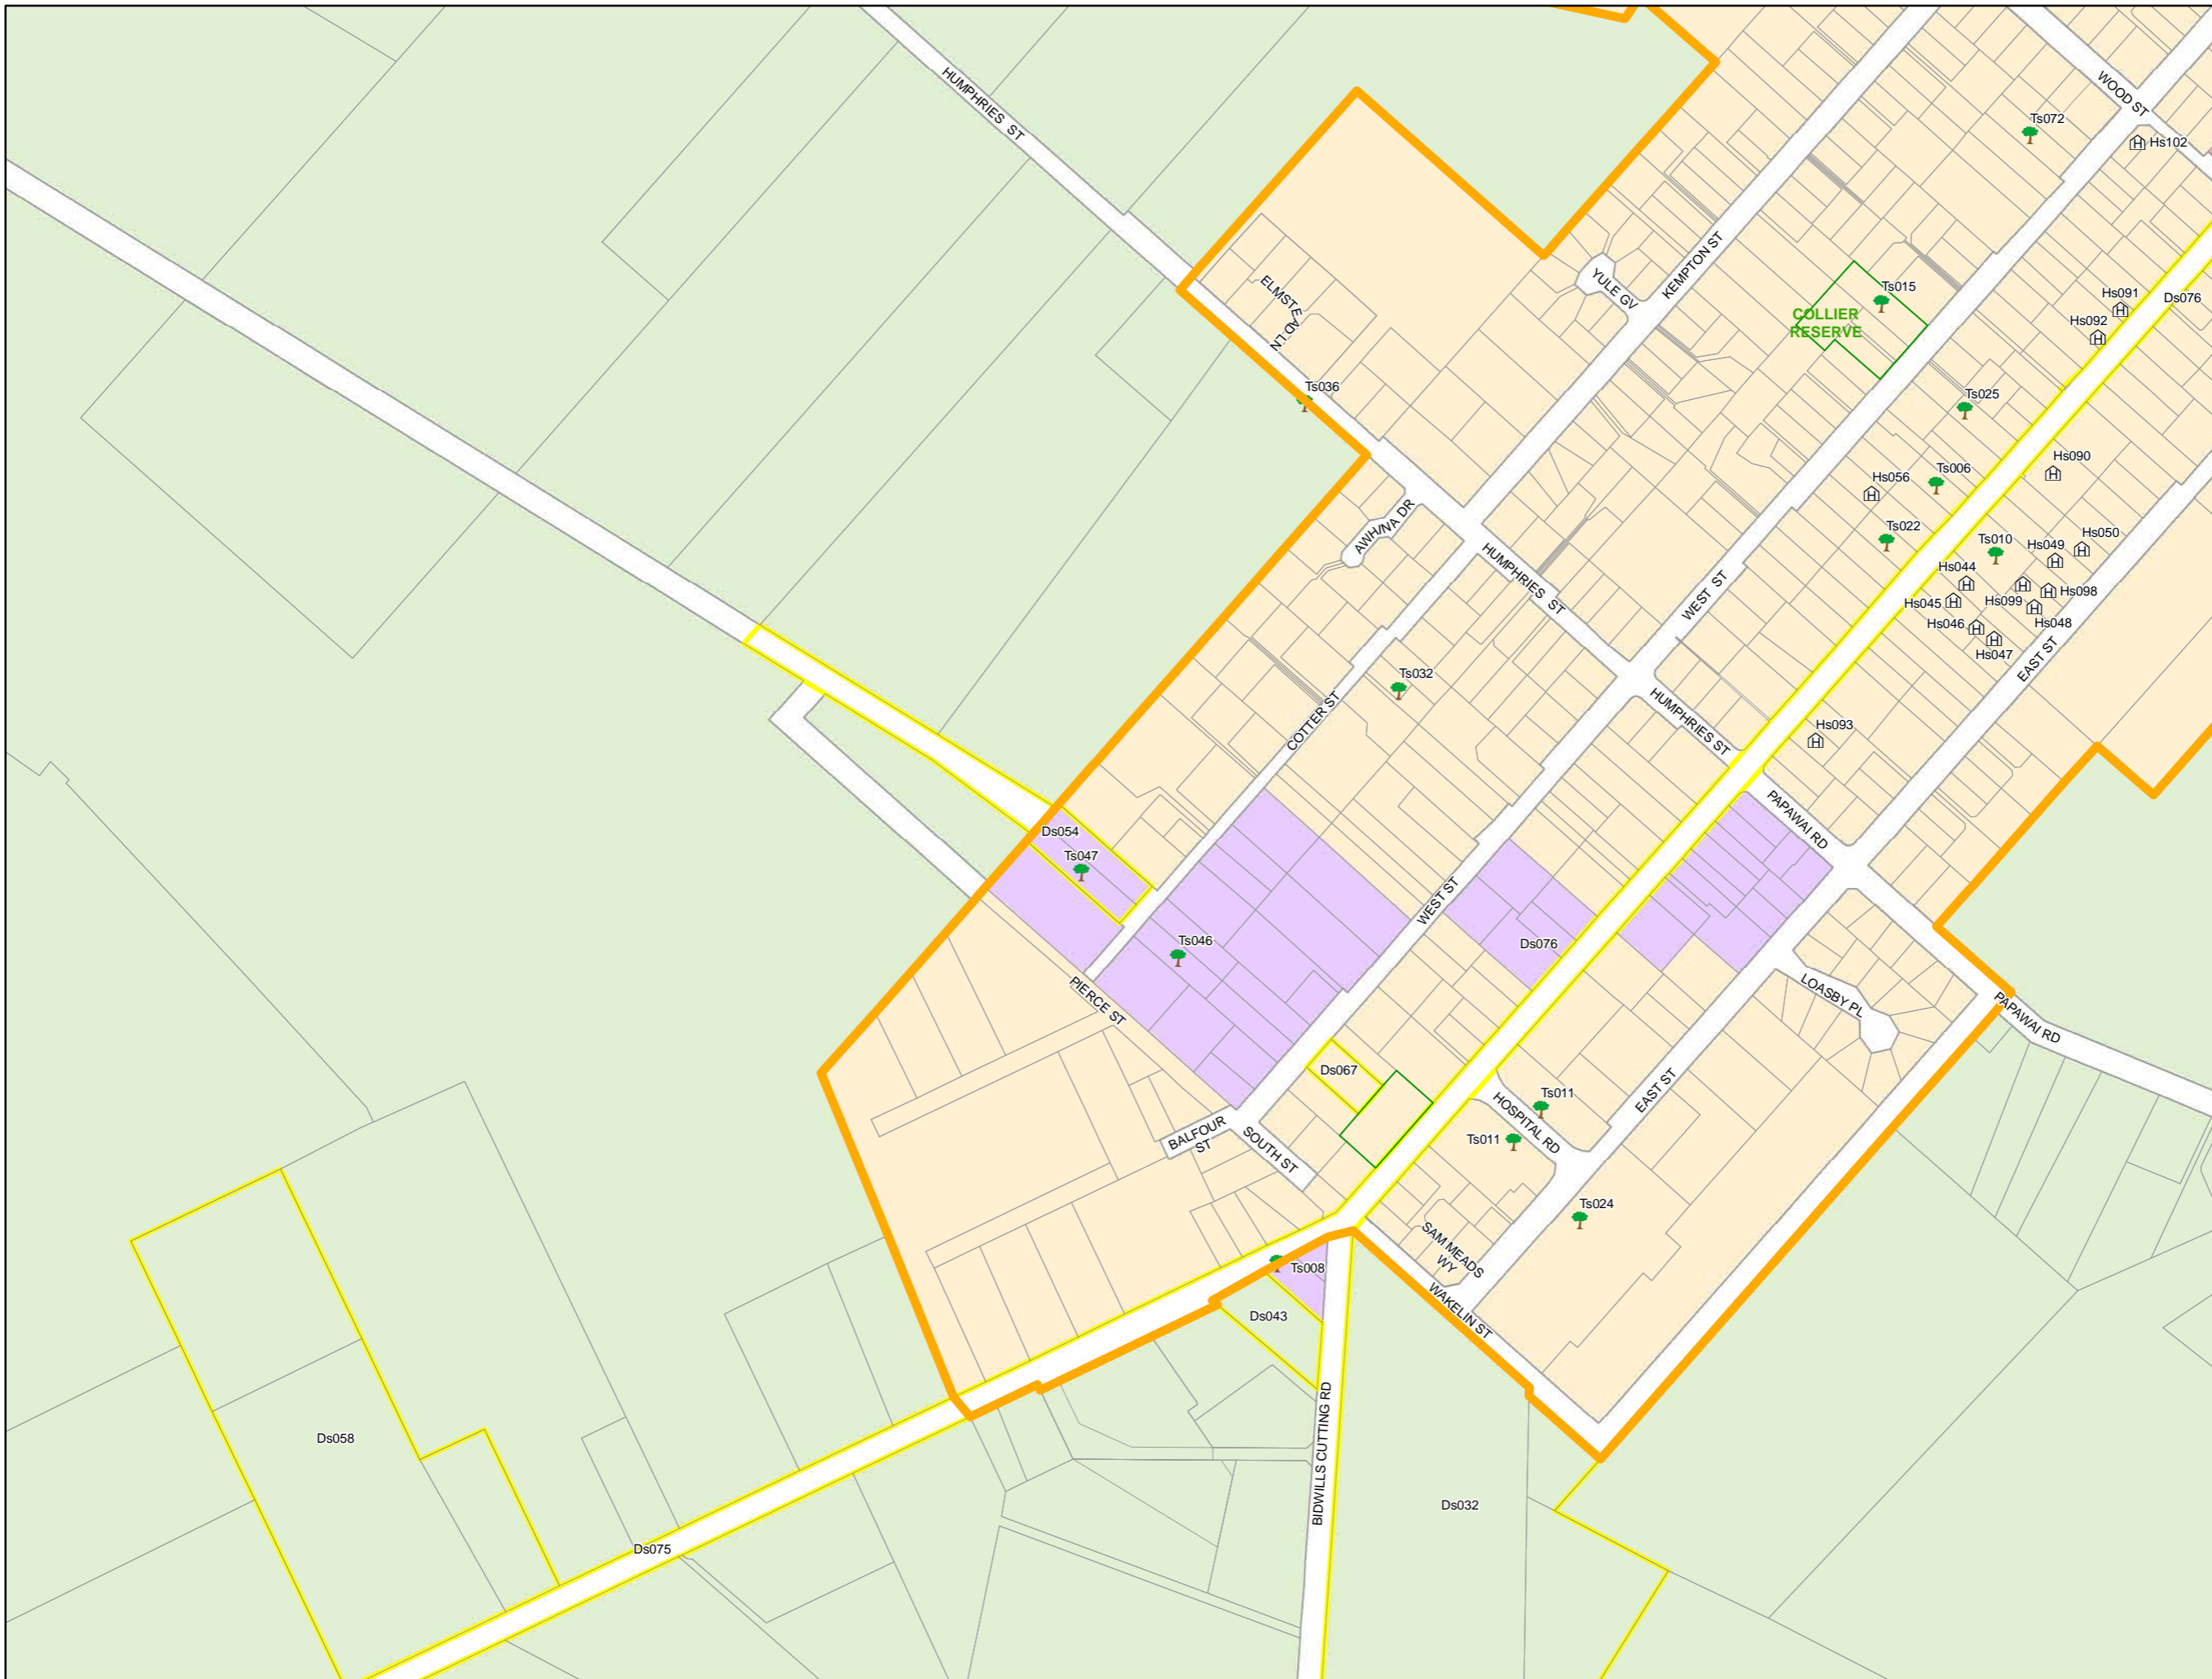 HUMPHRIES ST
WOOD ST
Ts072
Hs102
ELMSTEAD LN
YULE GV
KEMPTON ST
Ts015
COLLIER
RESERVE
Hs091
Ds076
Hs092
Ts036
Ts025
Hs090
Ts006
Hs056
AWHINA DR
Ts022
Ts010
Hs050
Hs049
HUMPHRIES ST
Hs044
Hs098
Hs045
Hs099
WEST ST
Hs048
Hs046
Hs047
EAST ST
Ts032
COTTER ST
HUMPHRIES ST
Hs093
PAPAWAI RD
Ds054
Ts047
WEST ST
Ts046
Ds076
PIERCE ST
LOASBY PL
PAPAWAI RD
Ds067
EAST ST
Ts011
HOSPITAL RD
Ts011
BALFOUR
ST
SOUTH ST
Ts024
SAM MEADS
WY
Ts008
WAKELIN ST
Ds043
BIDWILLS CUTTING RD
Ds058
Ds032
Ds075